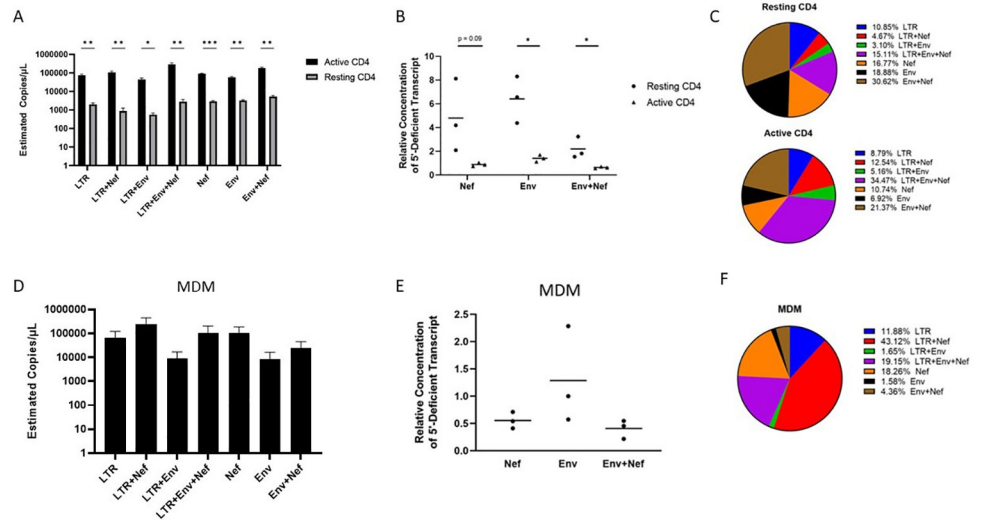 A
** ** * ** *** ** **
Estimated Copies/µL
1000000
100000
10000
1000
100
10
1
Active CD4
Resting CD4
LTR
LTR+Nef
LTR+Env
LTR+Env+Nef
Nef
Env
Env+Nef
B
p = 0.09 * *
Relative Concentration
of 5'-Deficient Transcript
10
8
6
4
2
0
Resting CD4
Active CD4
Nef Env Env+Nef
C
Resting CD4
10.85% LTR
4.67% LTR+Nef
3.10% LTR+Env
15.11% LTR+Env+Nef
16.77% Nef
18.88% Env
30.62% Env+Nef
Active CD4
8.79% LTR
12.54% LTR+Nef
5.16% LTR+Env
34.47% LTR+Env+Nef
10.74% Nef
6.92% Env
21.37% Env+Nef
D
MDM
Estimated Copies/µL
1000000
100000
10000
1000
100
10
1
LTR
LTR+Nef
LTR+Env
LTR+Env+Nef
Nef
Env
Env+Nef
E
MDM
Relative Concentration
of 5'-Deficient Transcript
2.5
2.0
1.5
1.0
0.5
0.0
Nef Env Env+Nef
F
MDM
11.88% LTR
43.12% LTR+Nef
1.65% LTR+Env
19.15% LTR+Env+Nef
18.26% Nef
1.58% Env
4.36% Env+Nef